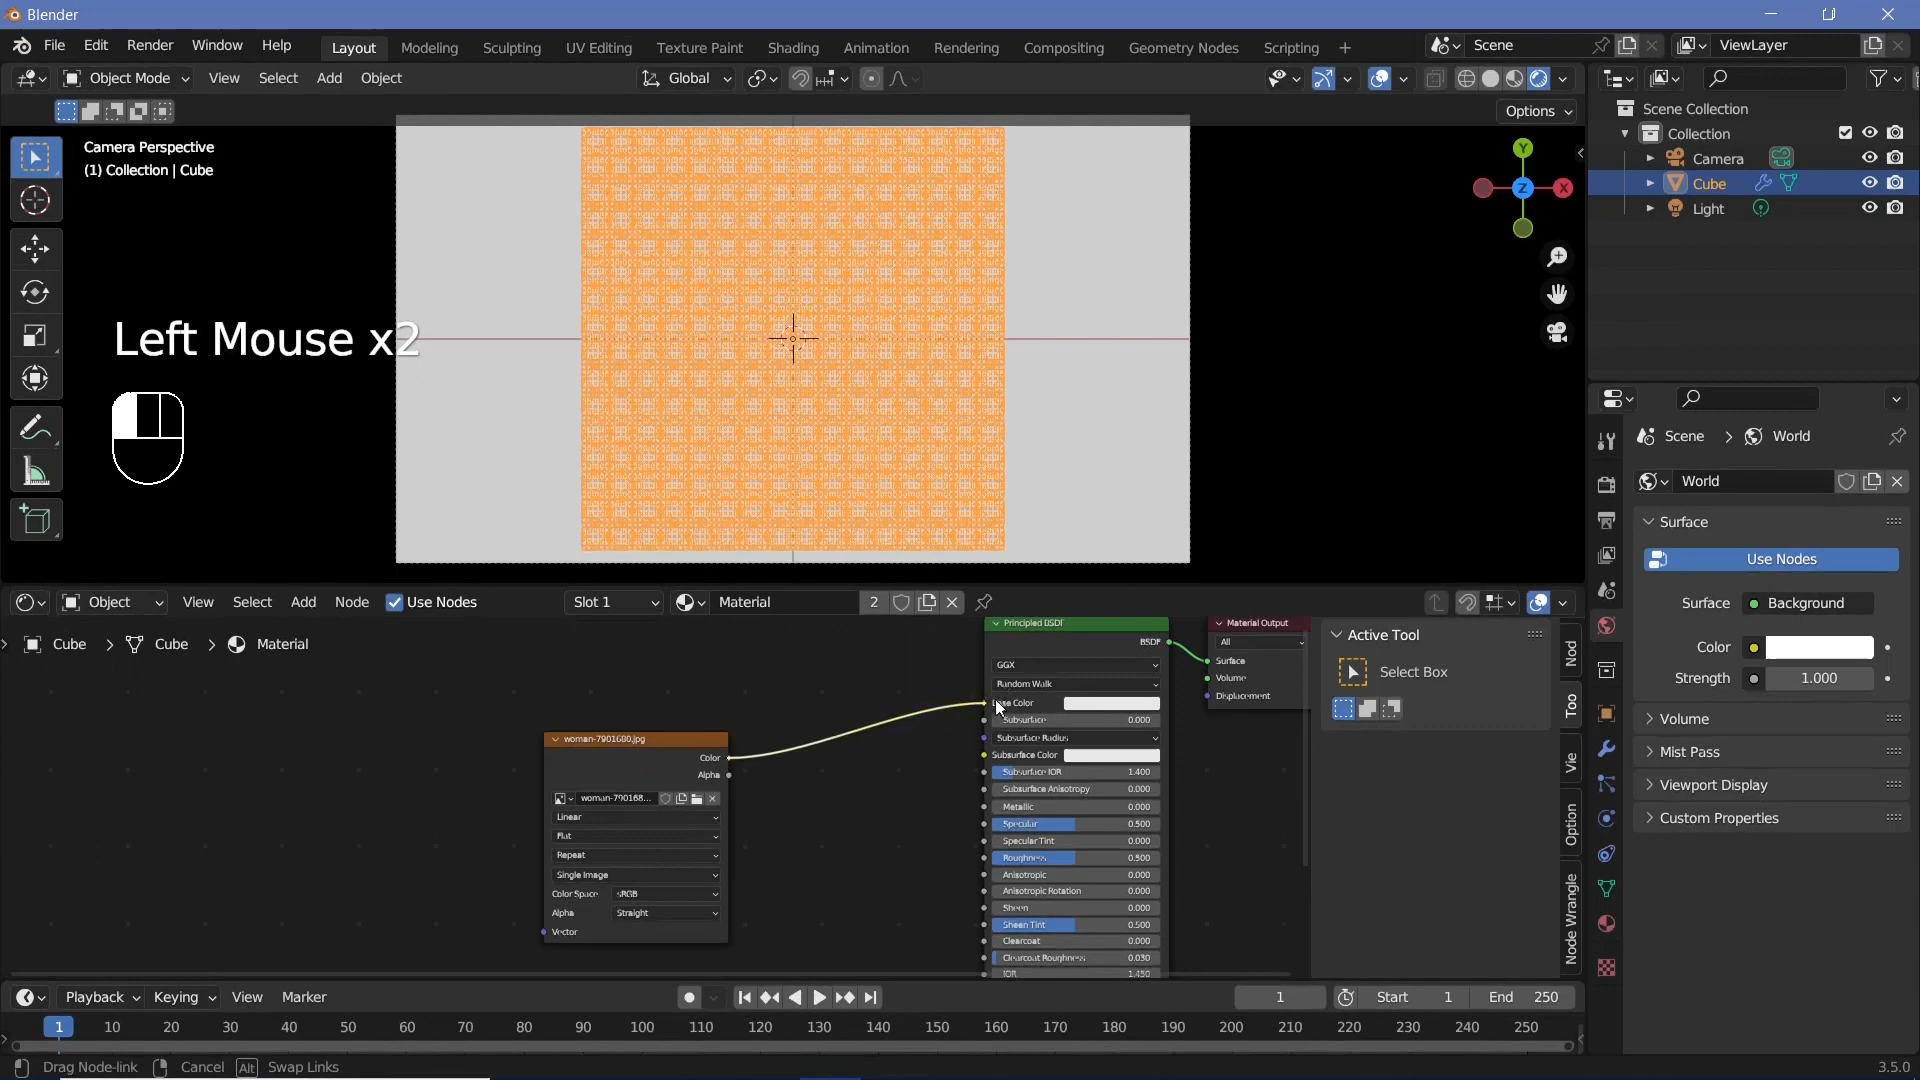 Blender
File Edit Render Window Help Layout Modeling Sculpting UV Editing Texture Paint Shading Animation Rendering Compositing Geometry Nodes Scripting + Scene ViewLayer
Object Mode View Select Add Object Global
Options
Camera Perspective
(1) Collection | Cube
Left Mouse x2
Y
X
Z
Scene Collection
Collection
Camera
Cube
Light
Scene > World
World
Surface
Use Nodes
Surface Background
Color
Strength 1.000
Volume
Mist Pass
Viewport Display
Custom Properties
Object View Select Add Node Use Nodes Slot 1 Material 2
Cube > Cube > Material
woman-7901680.jpg
Color
Alpha
woman-790168...
Linear
Flat
Repeat
Single Image
Color Space sRGB
Alpha Straight
Vector
Principled BSDF
BSDF
GGX
Random Walk
Color
Subsurface 0.000
Subsurface Radius
Subsurface Color
Subsurface IOR 1.400
Subsurface Anisotropy 0.000
Metallic 0.000
Specular 0.500
Specular Tint 0.000
Roughness 0.500
Anisotropic 0.000
Anisotropic Rotation 0.000
Sheen 0.000
Sheen Tint 0.500
Clearcoat 0.000
Clearcoat Roughness 0.030
IOR 1.450
Material Output
All
Surface
Volume
Displacement
Active Tool
Select Box
Nod
Too
Vie
Option
Node Wrangle
Playback Keying View Marker 1 Start 1 End 250
1 10 20 30 40 50 60 70 80 90 100 110 120 130 140 150 160 170 180 190 200 210 220 230 240 250
Drag Node-link Cancel Alt Swap Links 3.5.0